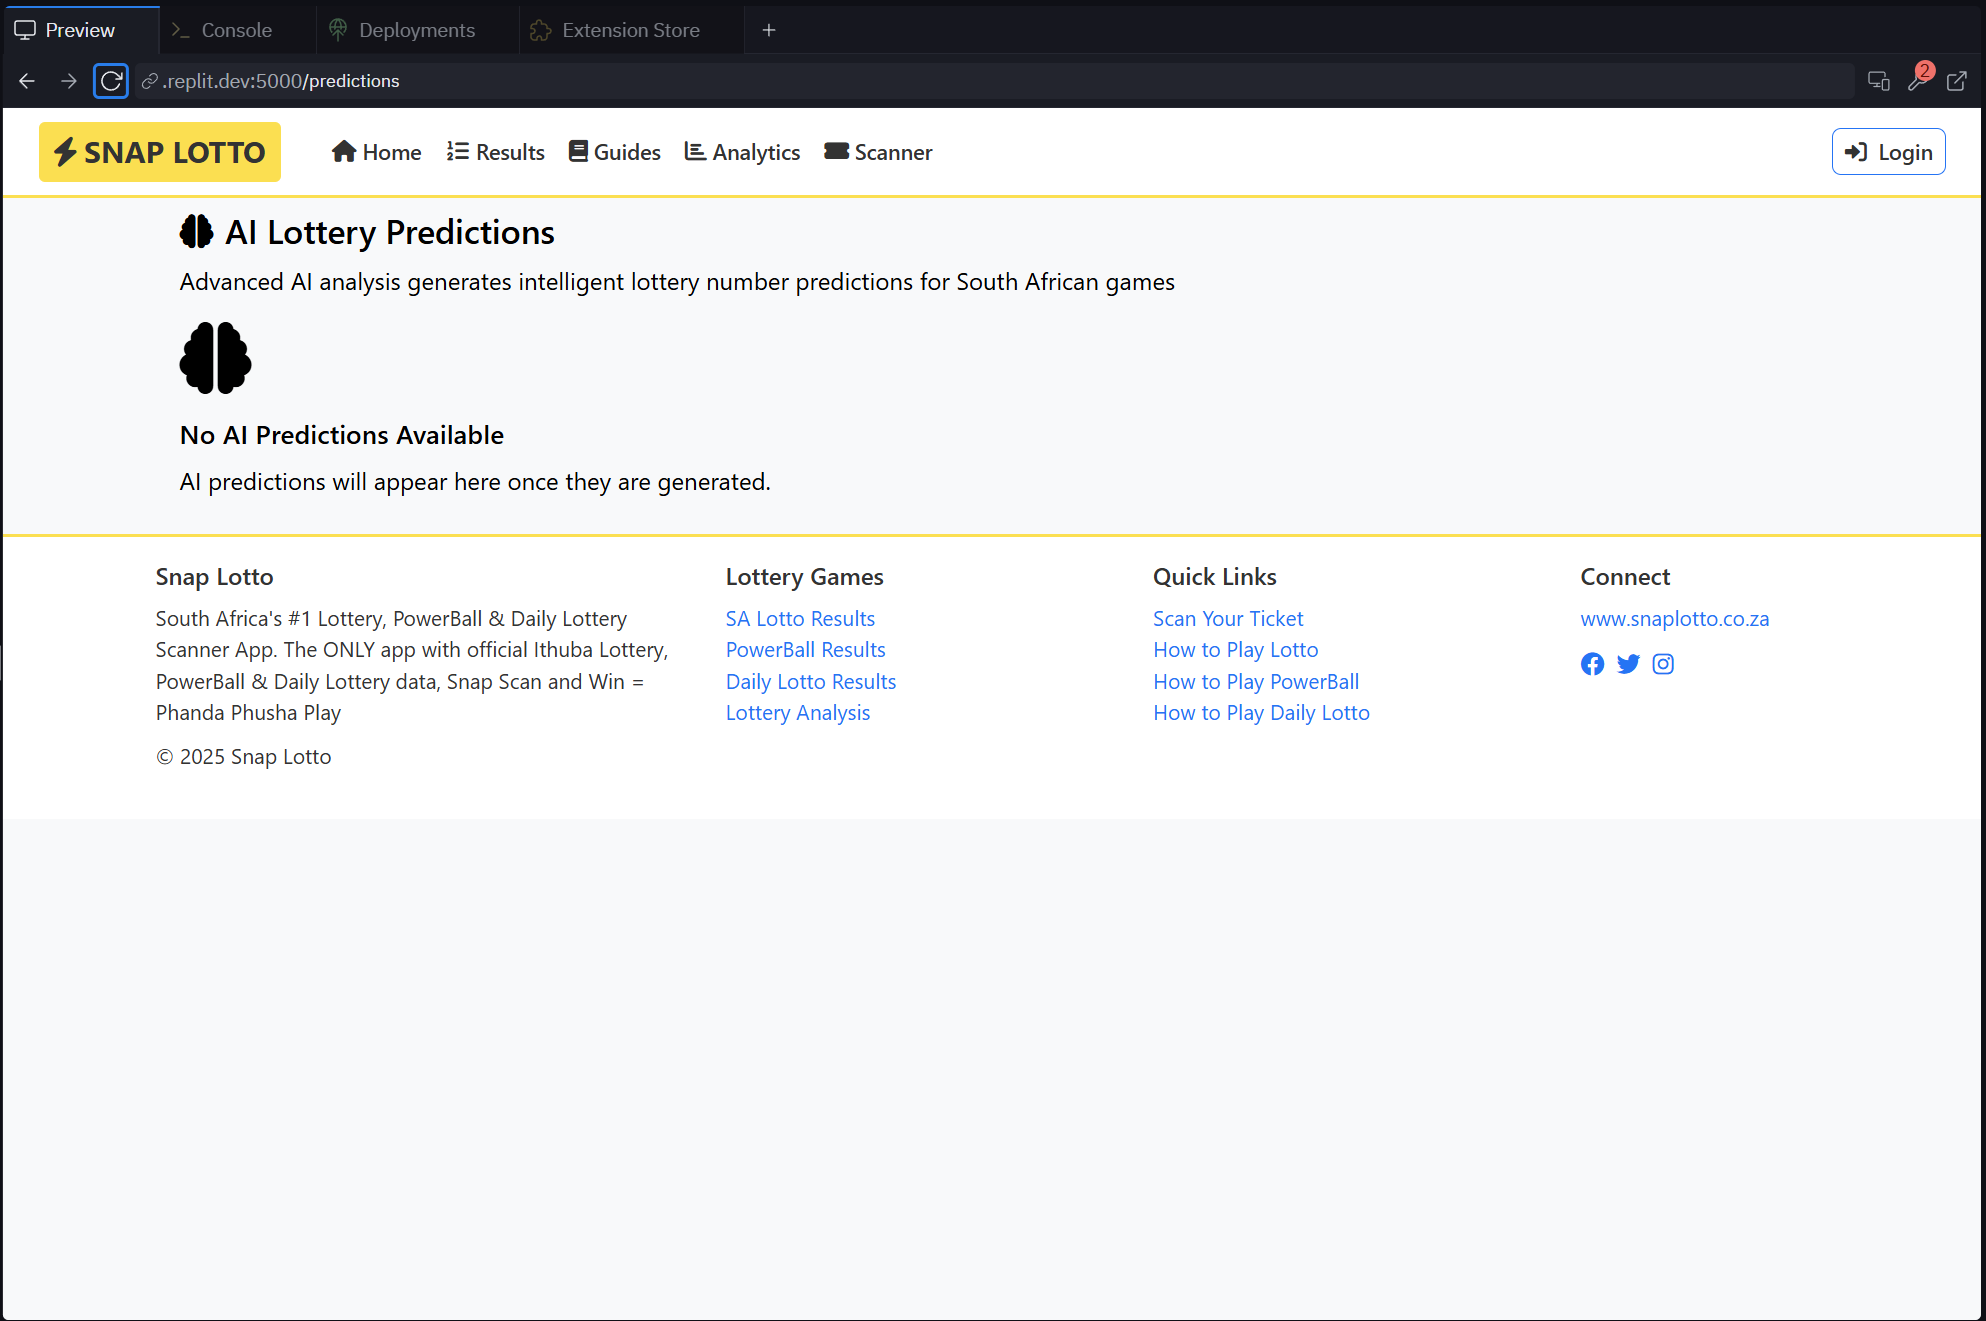 Preview
Console
Deployments
Extension Store
.replit.dev:5000/predictions
2
SNAP LOTTO
Home
Results
Guides
Analytics
Scanner
Login
AI Lottery Predictions
Advanced AI analysis generates intelligent lottery number predictions for South African games
No AI Predictions Available
AI predictions will appear here once they are generated.
Snap Lotto
South Africa's #1 Lottery, PowerBall & Daily Lottery
Scanner App. The ONLY app with official Ithuba Lottery,
PowerBall & Daily Lottery data, Snap Scan and Win =
Phanda Phusha Play
© 2025 Snap Lotto
Lottery Games
SA Lotto Results
PowerBall Results
Daily Lotto Results
Lottery Analysis
Quick Links
Scan Your Ticket
How to Play Lotto
How to Play PowerBall
How to Play Daily Lotto
Connect
www.snaplotto.co.za